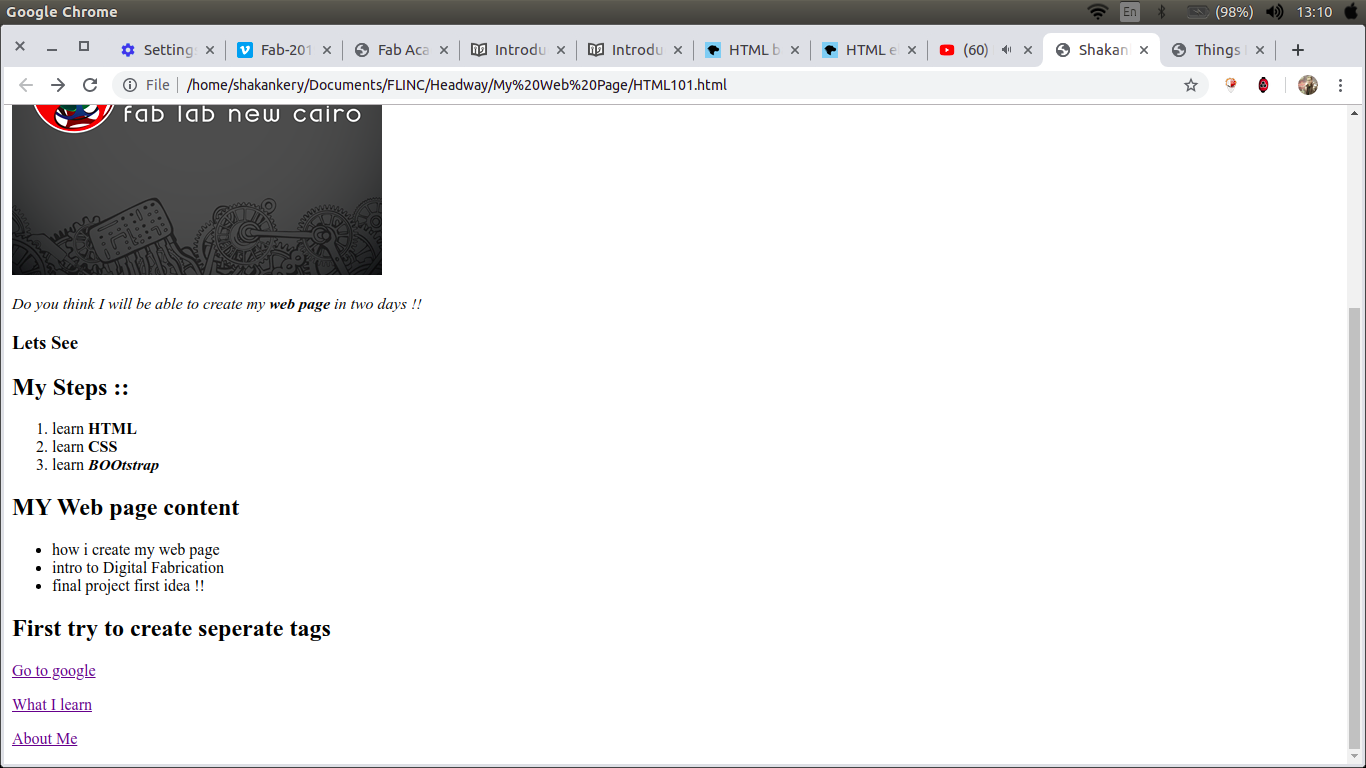 Google Chrome
En
(98%)
13:10
Setting
Fab-201
Fab Aca
Introdu
Introdu
HTML b
HTML el
(60)
Shakan
Things
File
/home/shakankery/Documents/FLINC/Headway/My%20Web%20Page/HTML101.html
fab lab new cairo
Do you think I will be able to create my web page in two days !!
Lets See
My Steps ::
1. learn HTML
2. learn CSS
3. learn BOOtstrap
MY Web page content
• how i create my web page
• intro to Digital Fabrication
• final project first idea !!
First try to create seperate tags
Go to google
What I learn
About Me